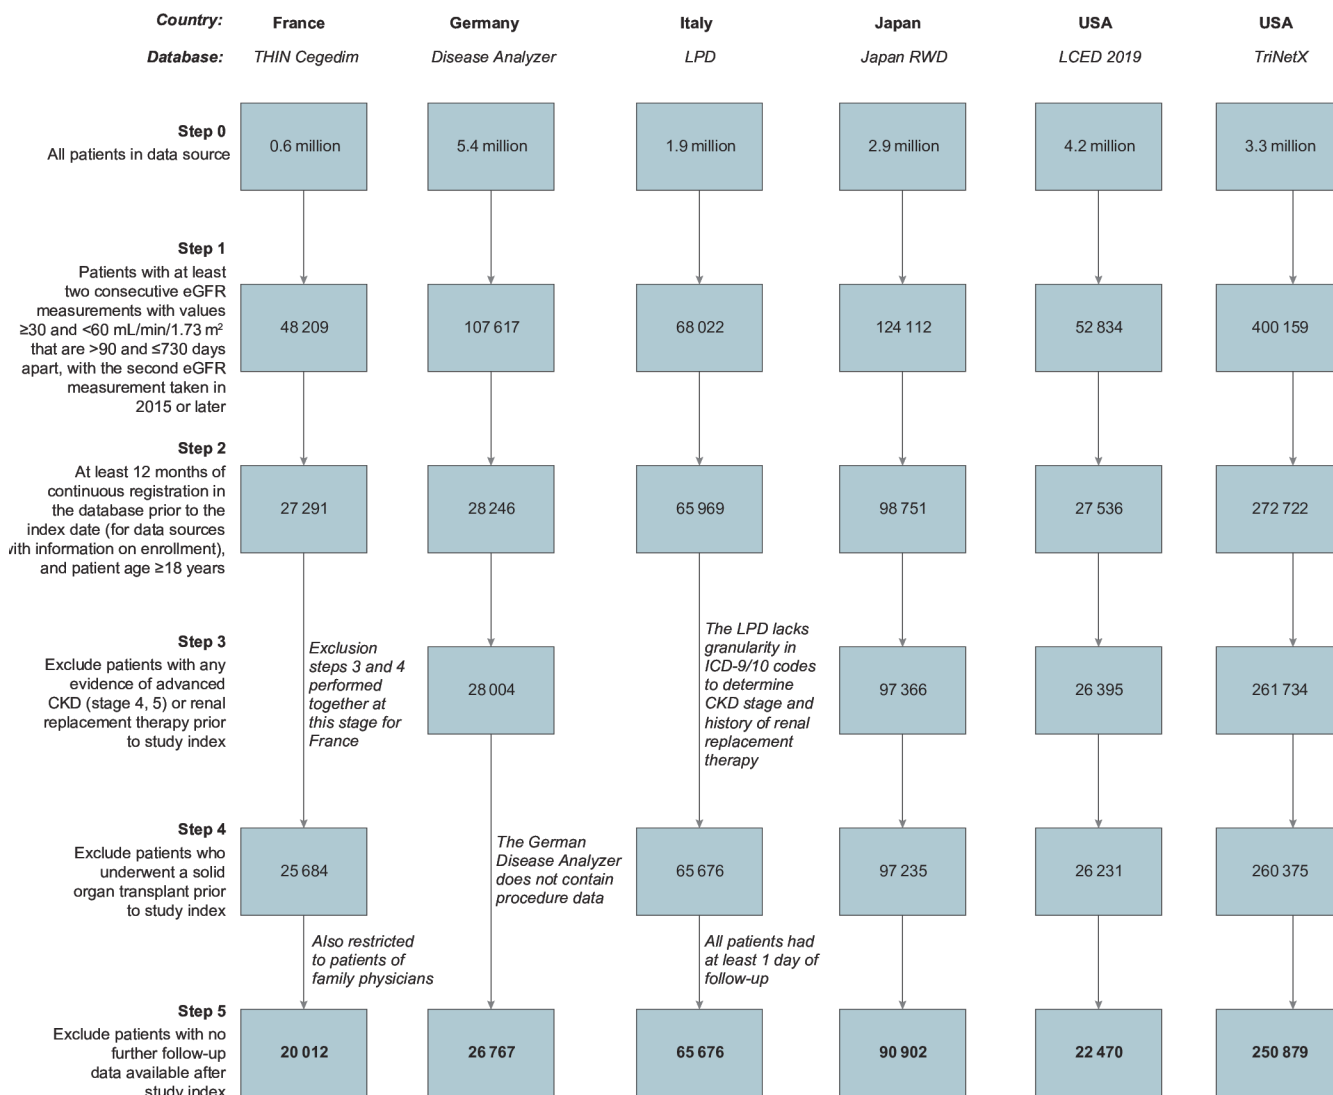 Country: France Germany Italy Japan USA USA
Database: THIN Cegedim Disease Analyzer LPD Japan RWD LCED 2019 TriNetX
Step 0
All patients in data source
0.6 million 5.4 million 1.9 million 2.9 million 4.2 million 3.3 million
Step 1
Patients with at least
two consecutive eGFR
measurements with values
≥30 and <60 mL/min/1.73 m²
that are >90 and ≤730 days
apart, with the second eGFR
measurement taken in
2015 or later
48 209 107 617 68 022 124 112 52 834 400 159
Step 2
At least 12 months of
continuous registration in
the database prior to the
index date (for data sources
with information on enrollment),
and patient age ≥18 years
27 291 28 246 65 969 98 751 27 536 272 722
Step 3
Exclude patients with any
evidence of advanced
CKD (stage 4, 5) or renal
replacement therapy prior
to study index
Exclusion
steps 3 and 4
performed
together at
this stage for
France
28 004
The LPD lacks
granularity in
ICD-9/10 codes
to determine
CKD stage and
history of renal
replacement
therapy
97 366 26 395 261 734
Step 4
Exclude patients who
underwent a solid
organ transplant prior
to study index
25 684
The German
Disease Analyzer
does not contain
procedure data
65 676 97 235 26 231 260 375
Also restricted
to patients of
family physicians
All patients had
at least 1 day of
follow-up
Step 5
Exclude patients with no
further follow-up
data available after
study index
20 012 26 767 65 676 90 902 22 470 250 879